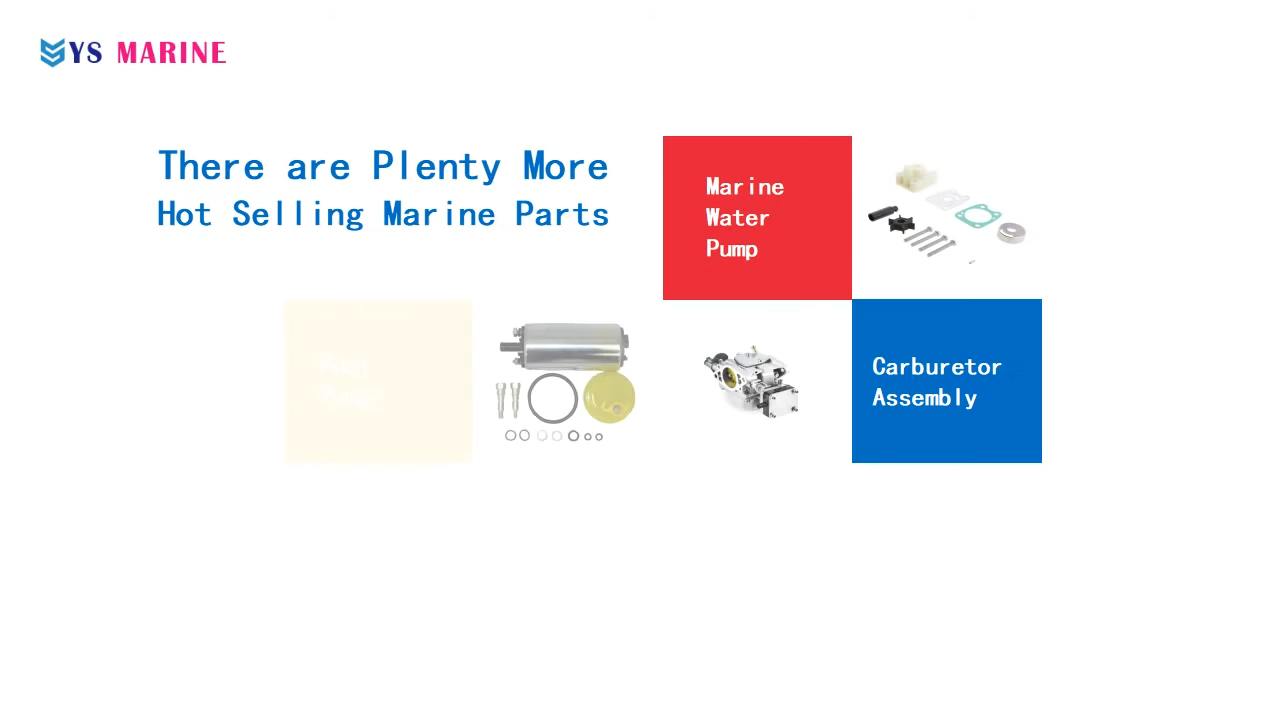 YS MARINE
There are Plenty More
Hot Selling Marine Parts
Marine
Water
Pump
Carburetor
Assembly